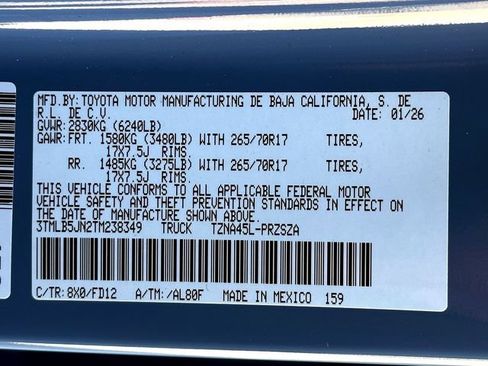 MFD.BY:TOYOTA MOTOR MANUFACTURING DE BAJA CALIFORNIA, S. DE
R.L. DE C.V. DATE: 01/26
GVWR: 2830KG (6240LB)
GAWR:FRT. 1580KG (3480LB) WITH 265/70R17 TIRES,
17X7.5J RIMS.
RR. 1485KG (3275LB) WITH 265/70R17 TIRES,
17X7.5J RIMS.
THIS VEHICLE CONFORMS TO ALL APPLICABLE FEDERAL MOTOR
VEHICLE SAFETY AND THEFT PREVENTION STANDARDS IN EFFECT
ON THE DATE OF MANUFACTURE SHOWN ABOVE.
3TMLB5JN2TM238349 TRUCK TZNA45L-PRZSZA
C/TR: 8X0/FD12 A/TM: /AL80F MADE IN MEXICO 159